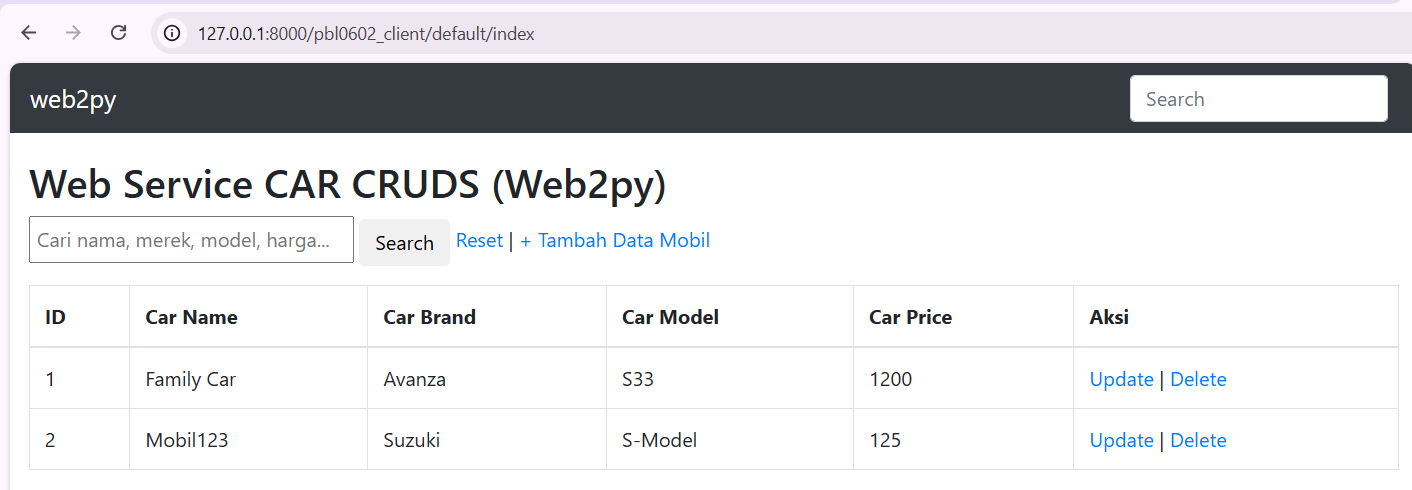 127.0.0.1:8000/pbl0602_client/default/index
web2py Search
Web Service CAR CRUDS (Web2py)
Cari nama, merek, model, harga... Search Reset | + Tambah Data Mobil
ID Car Name Car Brand Car Model Car Price Aksi
1 Family Car Avanza S33 1200 Update | Delete
2 Mobil123 Suzuki S-Model 125 Update | Delete